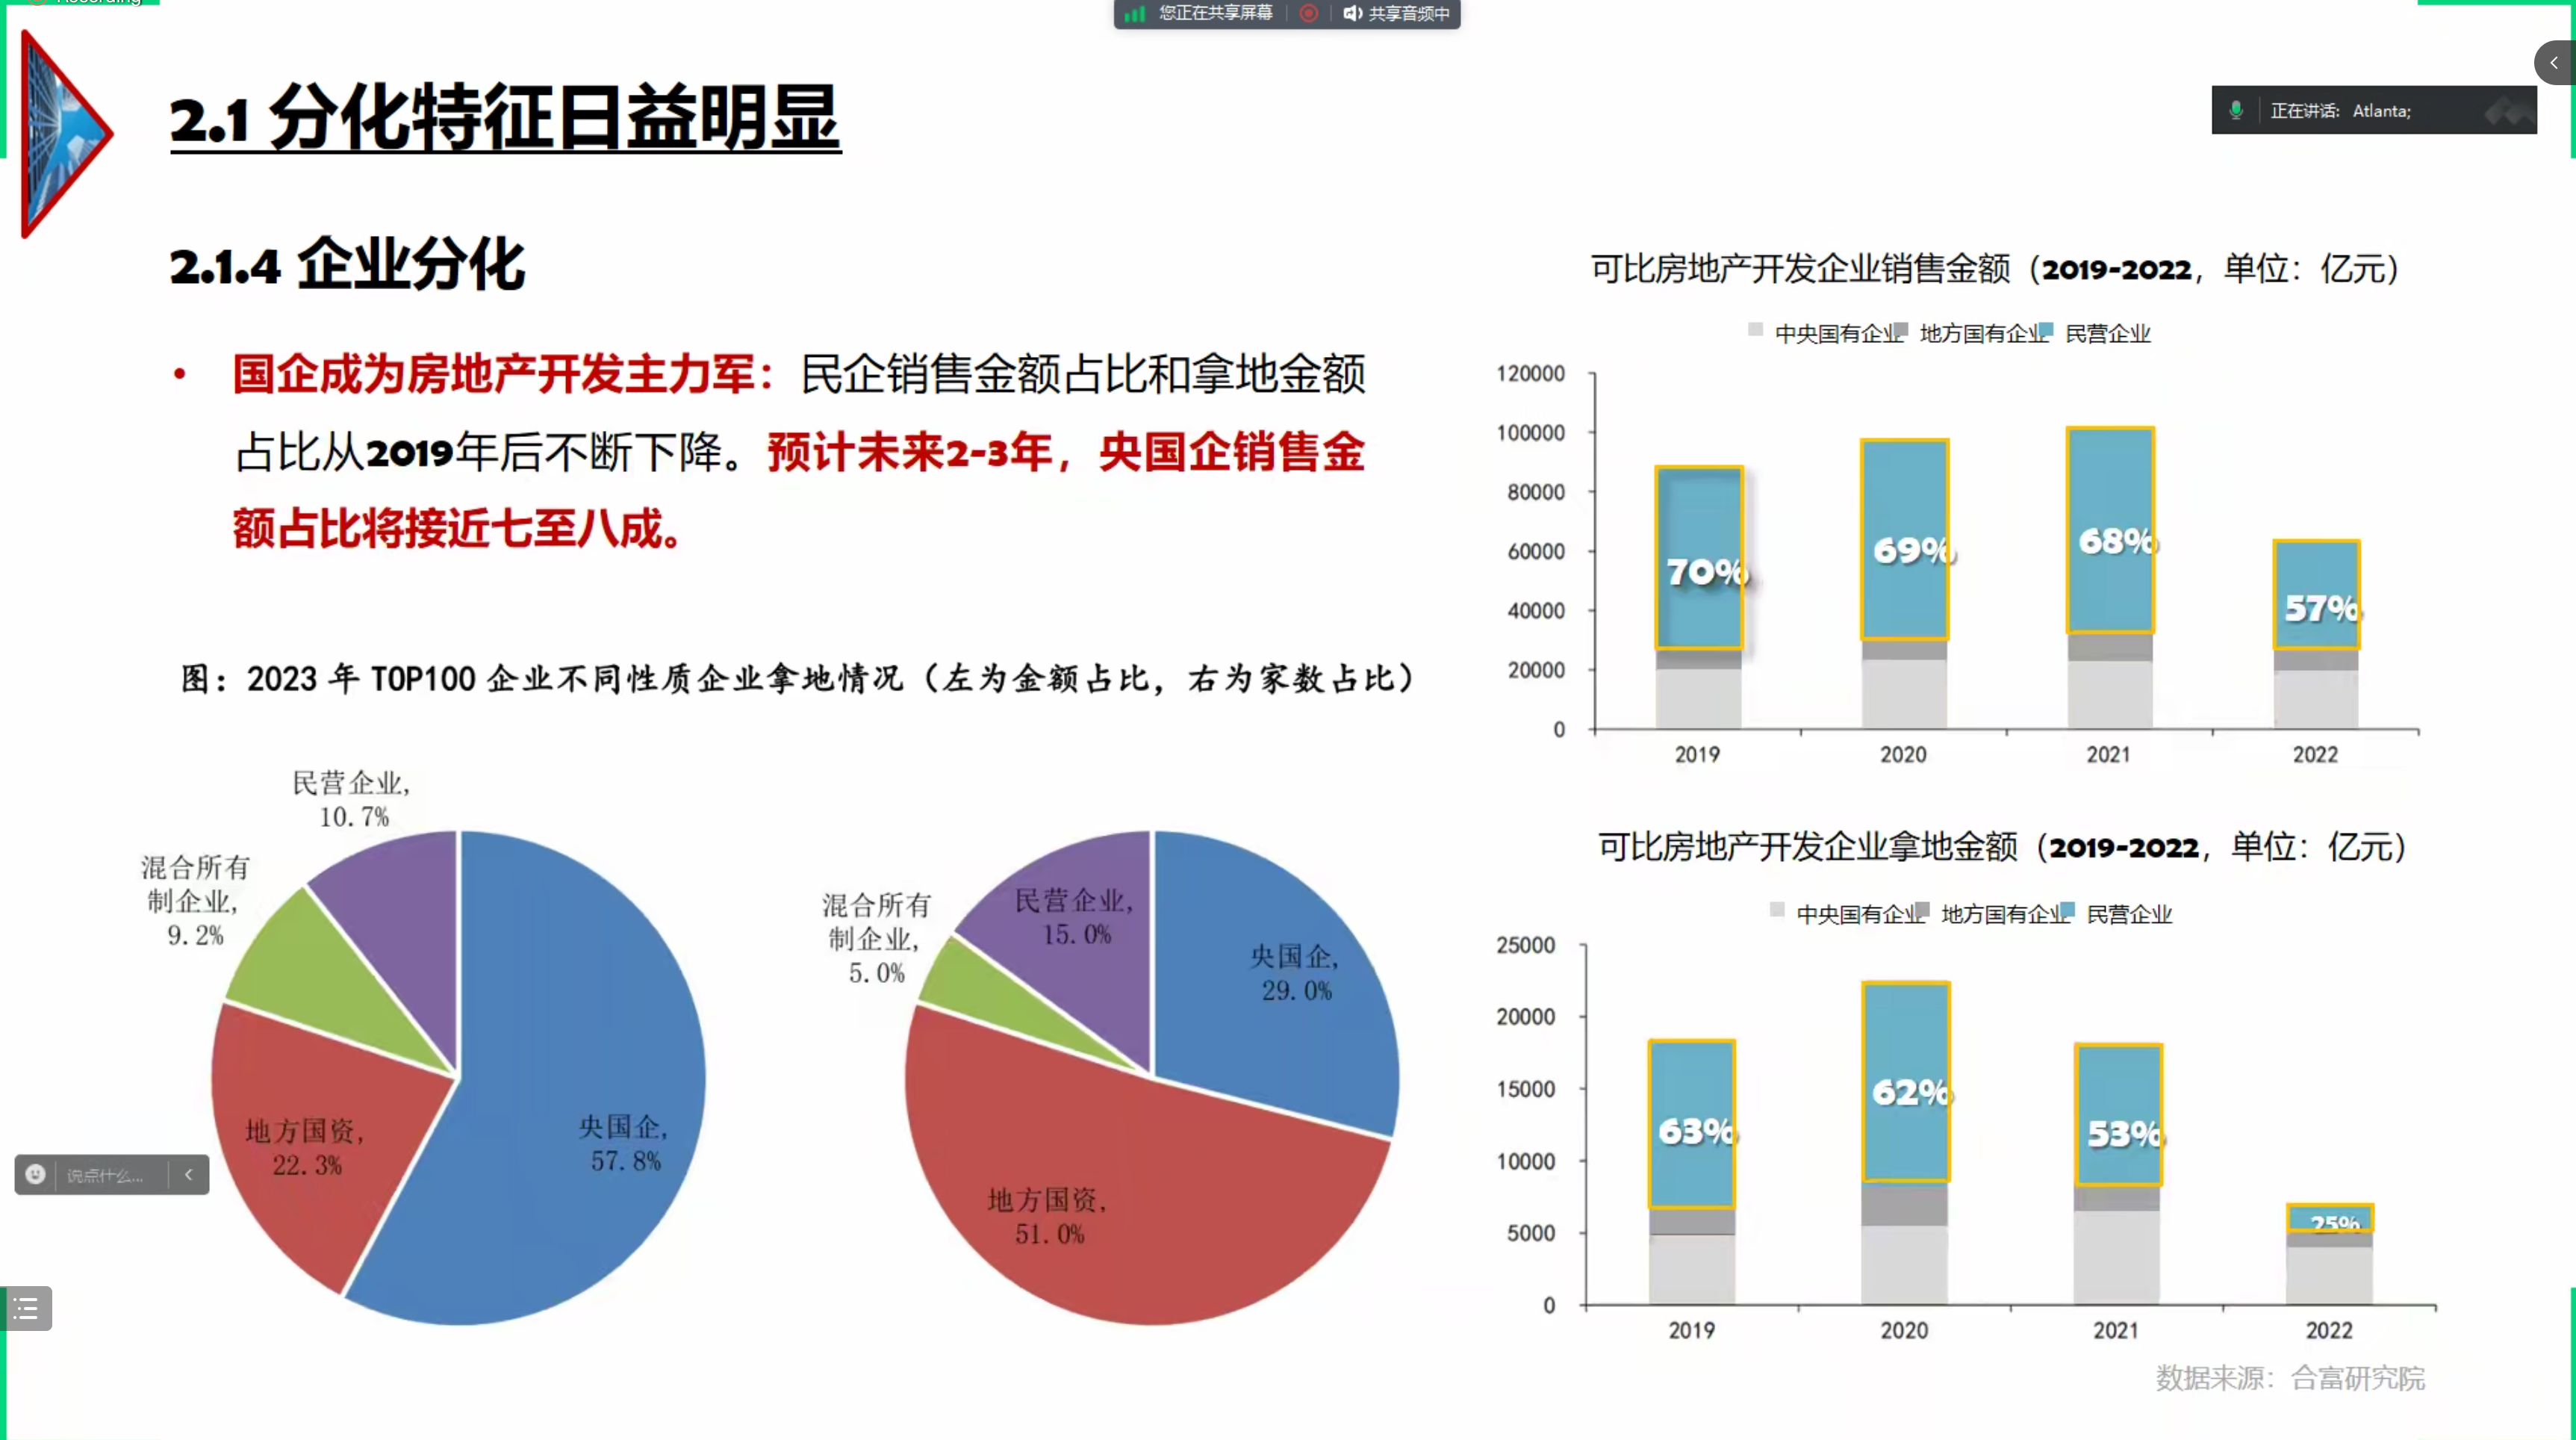 您正在共享屏幕
共享音频中
正在讲话: Atlanta;
2.1 分化特征日益明显
2.1.4 企业分化
• 国企成为房地产开发主力军：民企销售金额占比和拿地金额
占比从2019年后不断下降。预计未来2-3年，央国企销售金
额占比将接近七至八成。
图：2023 年 TOP100 企业不同性质企业拿地情况（左为金额占比，右为家数占比）
民营企业,
10.7%
混合所有
制企业,
9.2%
地方国资,
22.3%
央国企,
57.8%
混合所有
制企业,
5.0%
民营企业,
15.0%
央国企,
29.0%
地方国资,
51.0%
说点什么...
可比房地产开发企业销售金额（2019-2022，单位：亿元）
中央国有企业 地方国有企业 民营企业
120000
100000
80000
60000
40000
20000
0
70%
69%
68%
57%
2019 2020 2021 2022
可比房地产开发企业拿地金额（2019-2022，单位：亿元）
中央国有企业 地方国有企业 民营企业
25000
20000
15000
10000
5000
0
63%
62%
53%
25%
2019 2020 2021 2022
数据来源：合富研究院